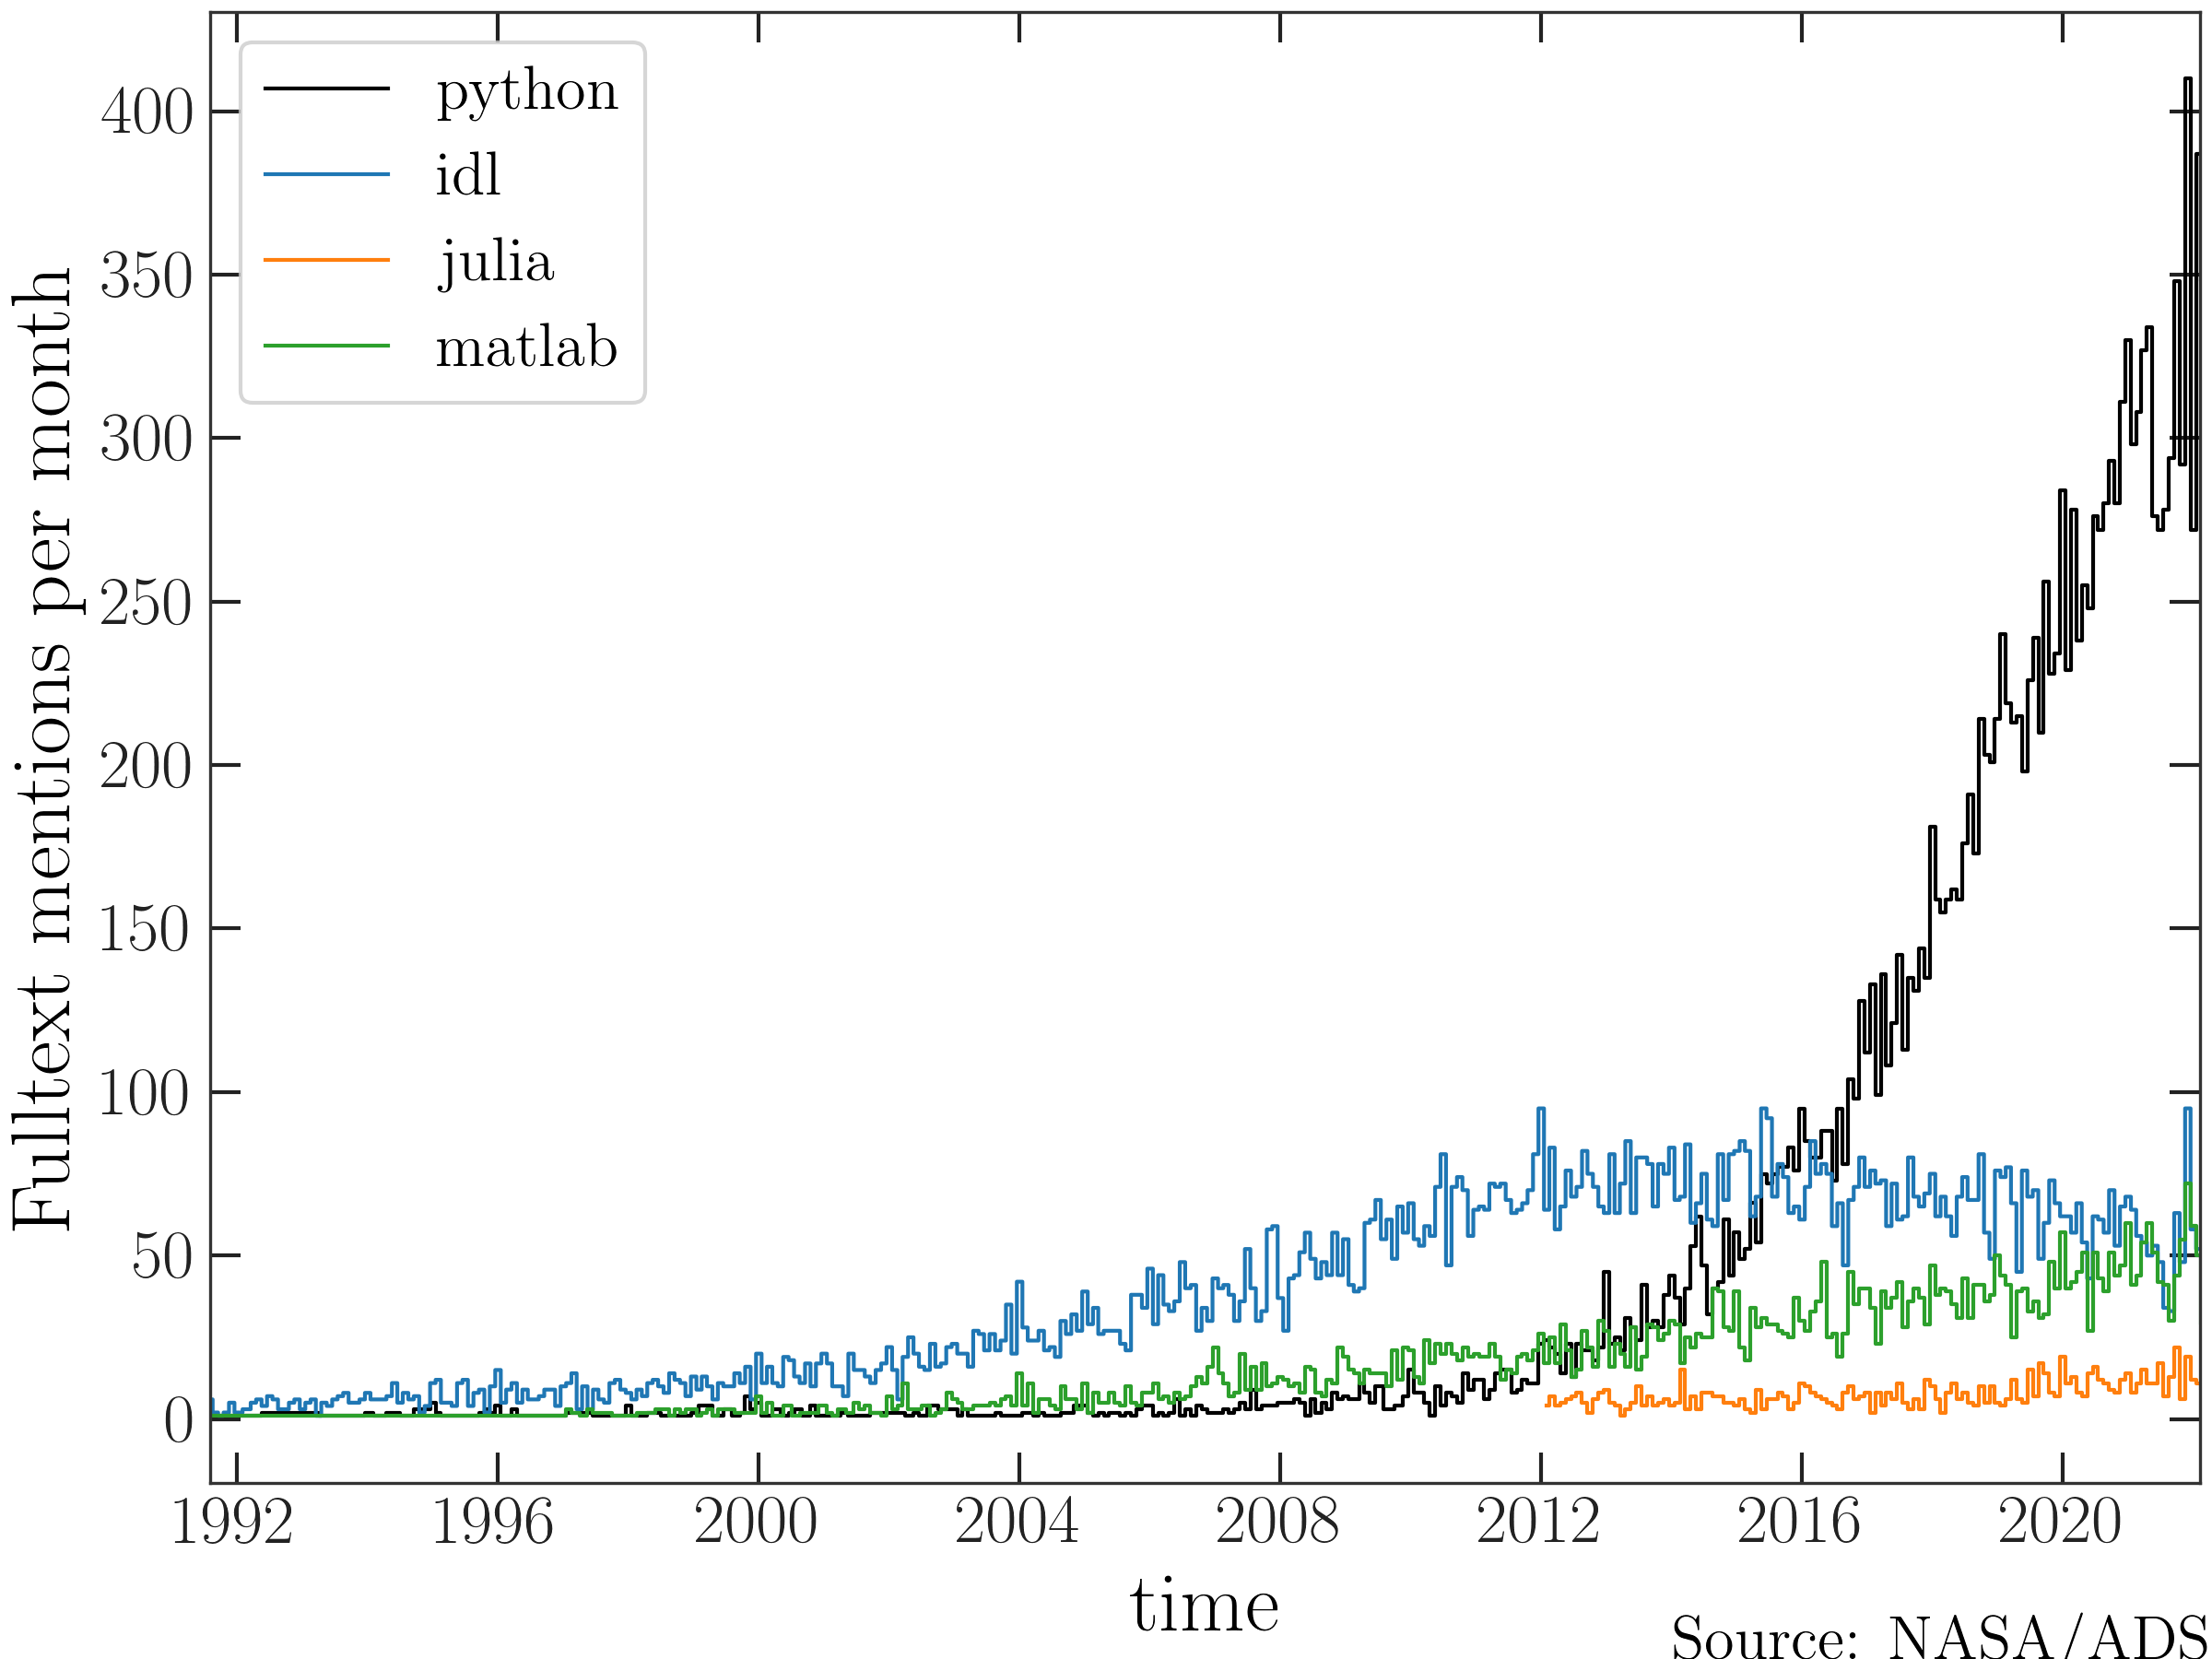 python
idl
julia
matlab
Fulltext mentions per month
400
350
300
250
200
150
100
50
0
1992 1996 2000 2004 2008 2012 2016 2020
time
Source: NASA/ADS